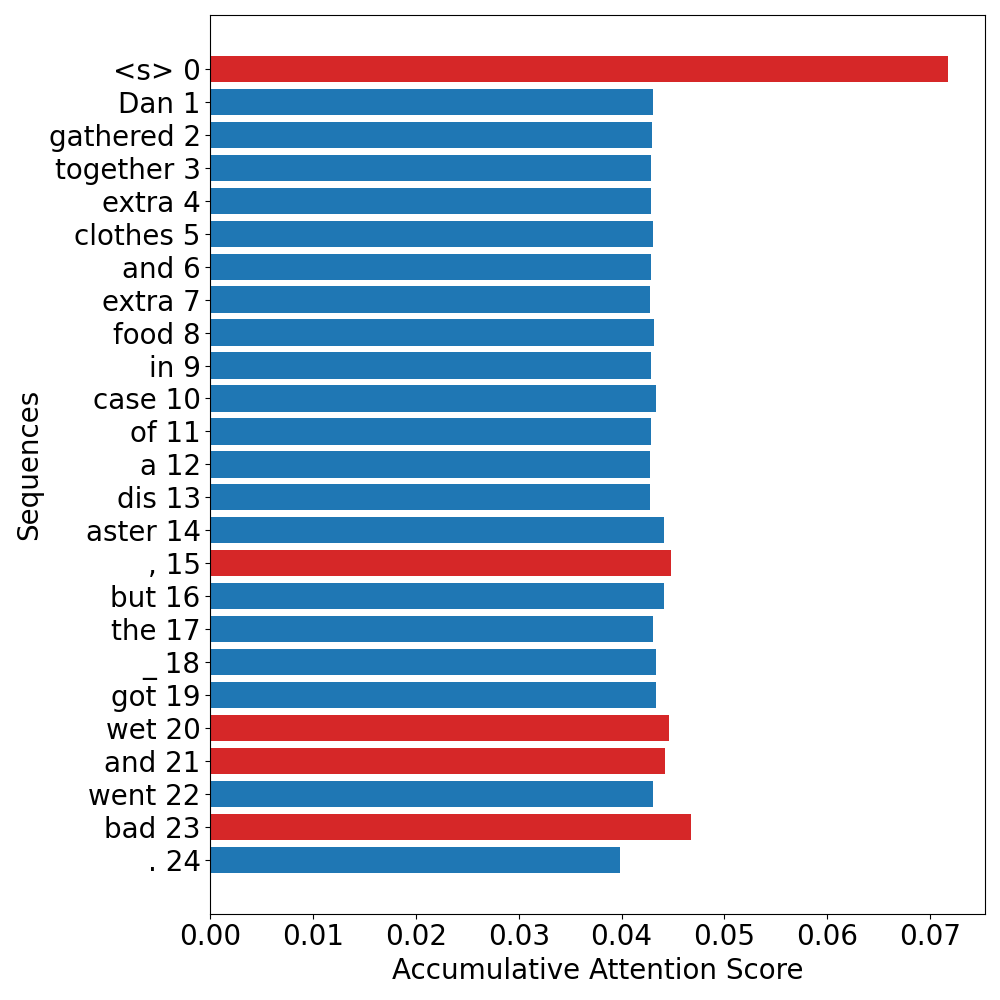 <s> 0
Dan 1
gathered 2
together 3
extra 4
clothes 5
and 6
extra 7
food 8
in 9
case 10
of 11
a 12
dis 13
aster 14
, 15
but 16
the 17
_ 18
got 19
wet 20
and 21
went 22
bad 23
. 24
Sequences
0.00 0.01 0.02 0.03 0.04 0.05 0.06 0.07
Accumulative Attention Score